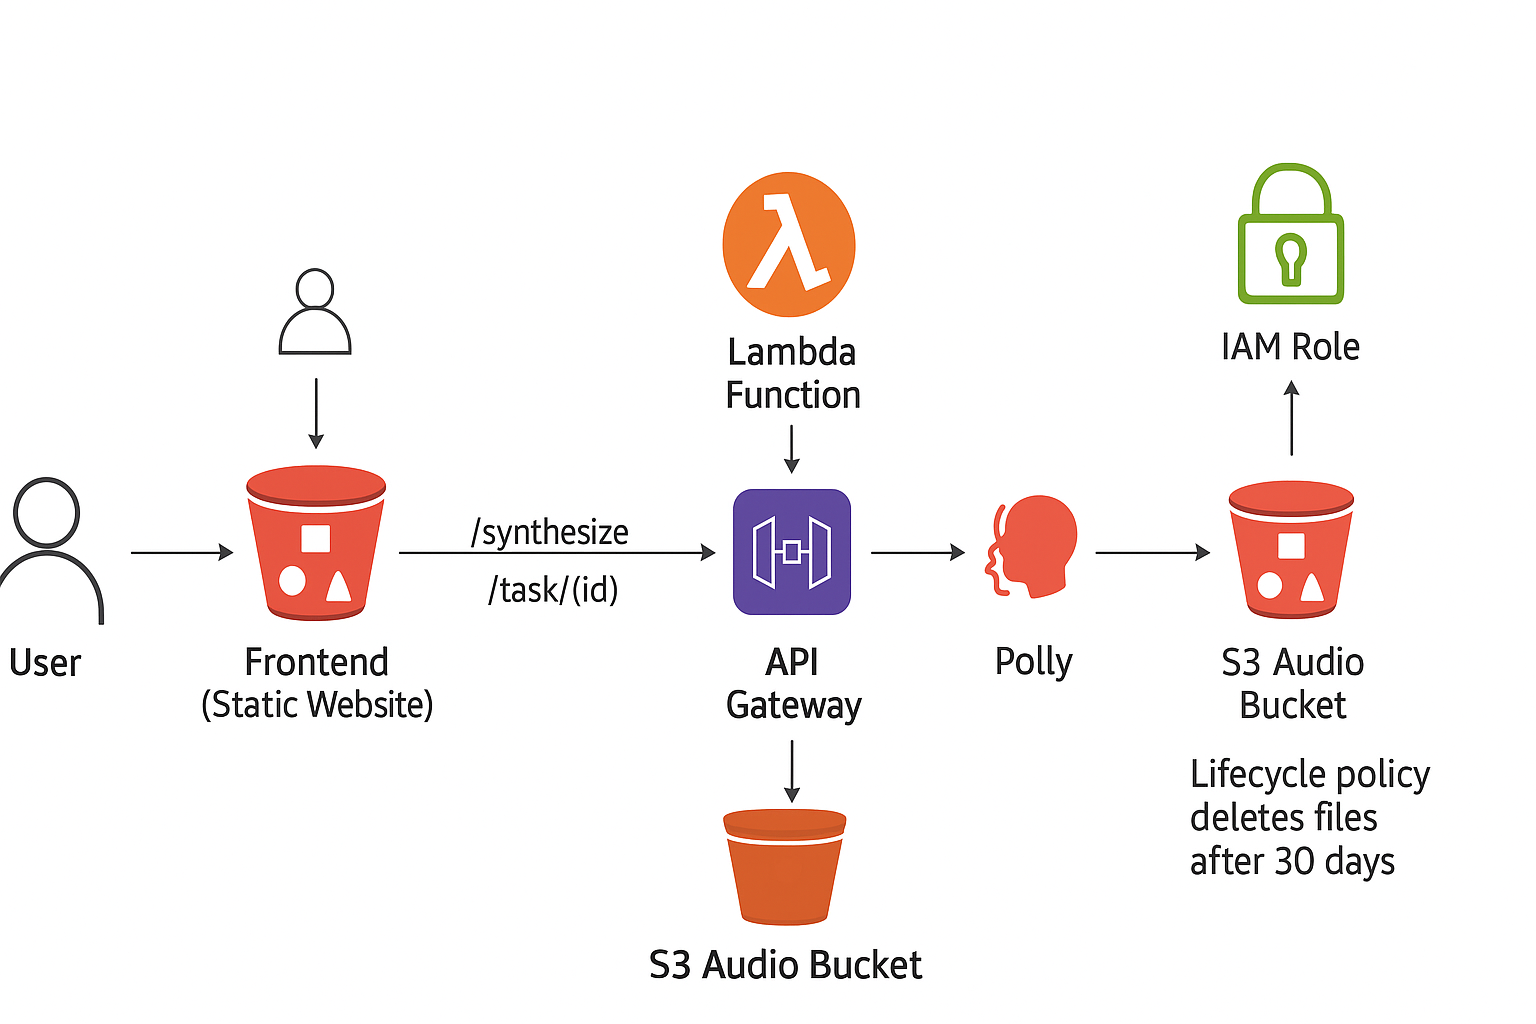 Lambda
Function
IAM Role
/synthesize
/task/(id)
User
Frontend
(Static Website)
API
Gateway
Polly
S3 Audio
Bucket
Lifecycle policy
deletes files
after 30 days
S3 Audio Bucket